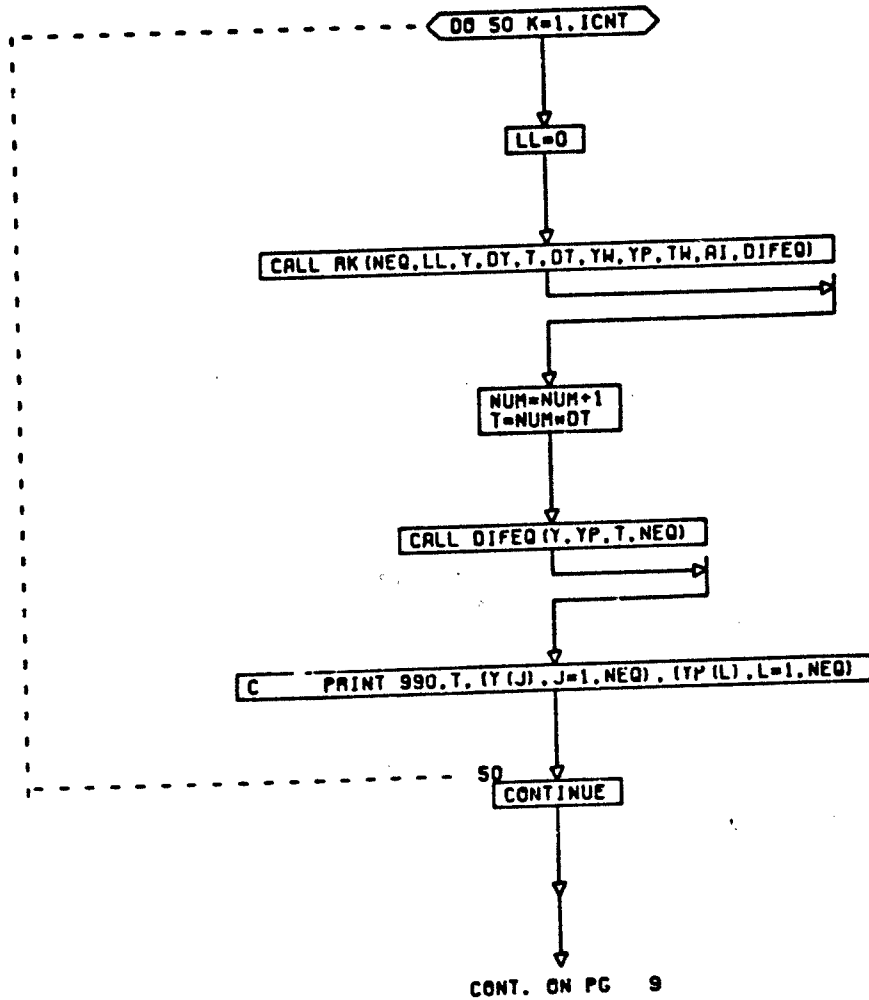 DO 50 K=1,ICNT
LL=0
CALL RK(NEQ,LL,Y,DY,T,DT,YW,YP,TW,AI,DIFEQ)
NUM=NUM+1
T=NUM*DT
CALL DIFEQ(Y,YP,T,NEQ)
C PRINT 990,T,(Y(J),J=1,NEQ),(YP(L),L=1,NEQ)
50
CONTINUE
CONT. ON PG 9